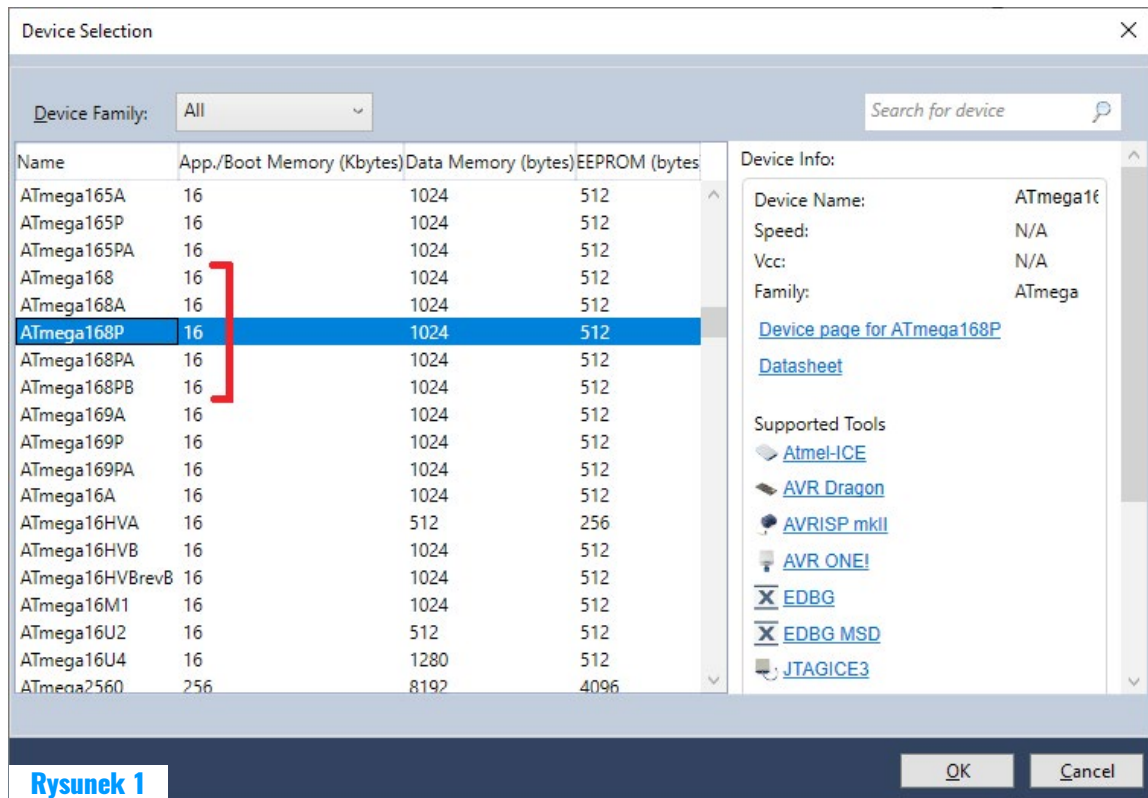 Device Selection
Device Family: All
Search for device
Name App./Boot Memory (Kbytes) Data Memory (bytes) EEPROM (bytes
ATmega165A 16 1024 512
ATmega165P 16 1024 512
ATmega165PA 16 1024 512
ATmega168 16 1024 512
ATmega168A 16 1024 512
ATmega168P 16 1024 512
ATmega168PA 16 1024 512
ATmega168PB 16 1024 512
ATmega169A 16 1024 512
ATmega169P 16 1024 512
ATmega169PA 16 1024 512
ATmega16A 16 1024 512
ATmega16HVA 16 512 256
ATmega16HVB 16 1024 512
ATmega16HVBrevB 16 1024 512
ATmega16M1 16 1024 512
ATmega16U2 16 512 512
ATmega16U4 16 1280 512
ATmega2560 256 8192 4096
Device Info:
Device Name: ATmega16
Speed: N/A
Vcc: N/A
Family: ATmega
Device page for ATmega168P
Datasheet
Supported Tools
Atmel-ICE
AVR Dragon
AVRISP mkII
AVR ONE!
EDBG
EDBG MSD
JTAGICE3
OK Cancel
Rysunek 1